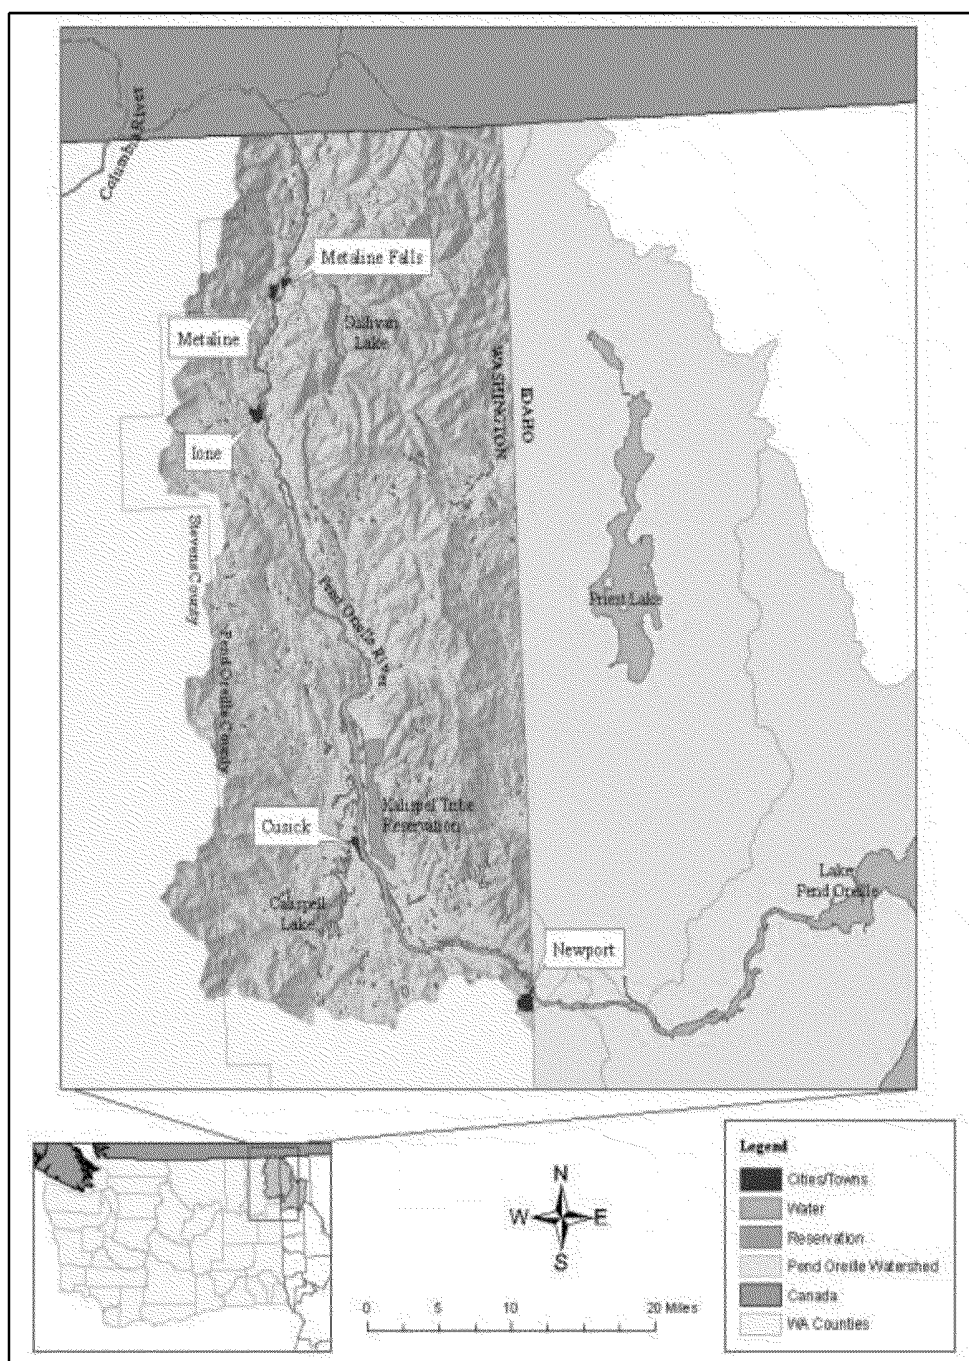 Columbia River
Metaline Falls
Sullivan
Lake
Metaline
WASHINGTON
IDAHO
Ione
Stevens County
Pend Oreille River
Priest Lake
Pend Oreille County
Kalispel Tribe
Reservation
Cusick
Lake
Pend Oreille
Calispell
Lake
Newport
Legend
Cities/Towns
Water
Reservation
Pend Oreille Watershed
Canada
WA Counties
N
W
E
S
0 5 10 20 Miles